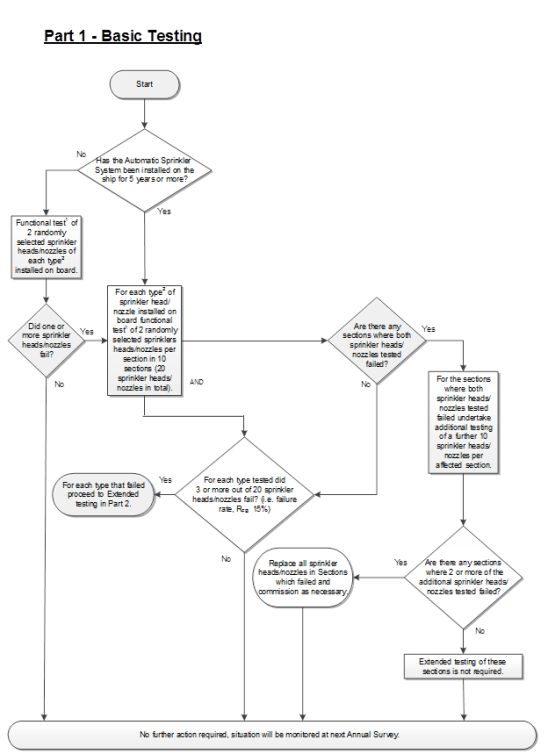 Part 1 - Basic Testing
Start
No
Has the Automatic Sprinkler
System been installed on the
ship for 5 years or more?
Yes
Functional test¹ of
2 randomly
selected sprinkler
heads/nozzles of
each type²
installed on board.
For each type² of
sprinkler head/
nozzle installed on
board functional
test¹ of 2 randomly
selected sprinklers
heads/nozzles per
section in 10
sections (20
sprinkler heads/
nozzles in total).
Did one or
more sprinkler
heads/nozzles
fail?
Yes
No
AND
Are there any
sections where both
sprinkler heads/
nozzles tested
failed?
Yes
No
For the sections
where both
sprinkler heads/
nozzles tested
failed undertake
additional testing
of a further 10
sprinkler heads/
nozzles per
affected section.
For each type tested did
3 or more out of 20 sprinkler
heads/nozzles fail? (i.e. failure
rate, R 15%)
Yes
For each type that failed
proceed to Extended
testing in Part 2.
No
Are there any sections
where 2 or more of the
additional sprinkler heads/
nozzles tested failed?
Yes
Replace all sprinkler
heads/nozzles in Sections
which failed and
commission as necessary.
No
Extended testing of these
sections is not required.
No further action required, situation will be monitored at next Annual Survey.